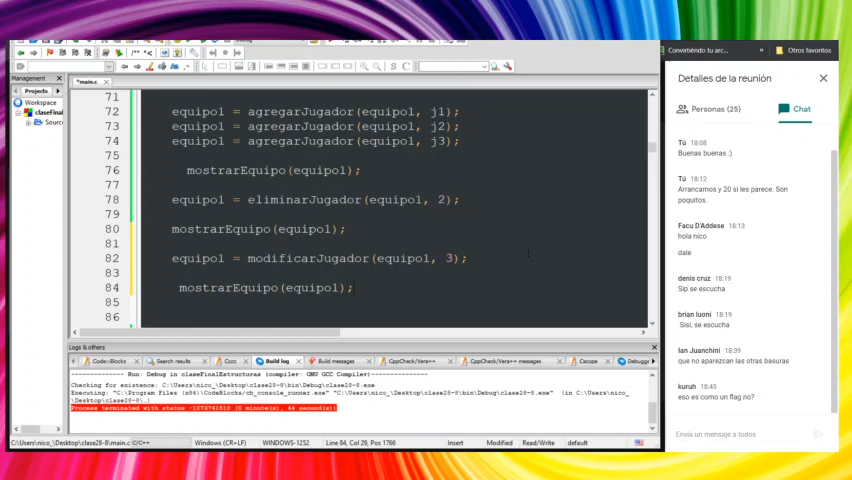 Management
Projects
Workspace
claseFinal
Sourc
*main.c
71
72 equipo1 = agregarJugador(equipo1, j1);
73 equipo1 = agregarJugador(equipo1, j2);
74 equipo1 = agregarJugador(equipo1, j3);
75
76 mostrarEquipo(equipo1);
78 equipo1 = eliminarJugador(equipo1, 2);
79
80 mostrarEquipo(equipo1);
81
82 equipo1 = modificarJugador(equipo1, 3);
83
84 mostrarEquipo(equipo1);
85
86
Logs & others
Code::Blocks Search results Cccc Build log Build messages CppCheck/Vera++ CppCheck/Vera++ messages Cscope Debugge
-------------- Run: Debug in claseFinalEstructuras (compiler: GNU GCC Compiler)---------------
Checking for existence: C:\Users\nico_\Desktop\clase28-8\bin\Debug\clase28-8.exe
Executing: "C:\Program Files (x86)\CodeBlocks/cb_console_runner.exe" "C:\Users\nico_\Desktop\clase28-8\bin\Debug\clase28-8.exe" (in C:\Users\nico_
\Desktop\clase28-8\.)
Process terminated with status -1073741510 (0 minute(s), 44 second(s))
C:\Users\nico_\Desktop\clase28-8\main.c C/C++ Windows (CR+LF) WINDOWS-1252 Line 84, Col 29, Pos 1766 Insert Modified Read/Write default
Convirtiéndo tu arc...
»
Otros favoritos
Detalles de la reunión
Personas (25)
Chat
Tú 18:08
Buenas buenas :)
Tú 18:12
Arrancamos y 20 si les parece. Son
poquitos.
Facu D'Addese 18:13
hola nico
dale
denis cruz 18:19
Sip se escucha
brian luoni 18:19
Sisi, se escucha
Ian Juanchini 18:39
que no aparezcan las otras basuras
kuruh 18:45
eso es como un flag no?
Envía un mensaje a todos